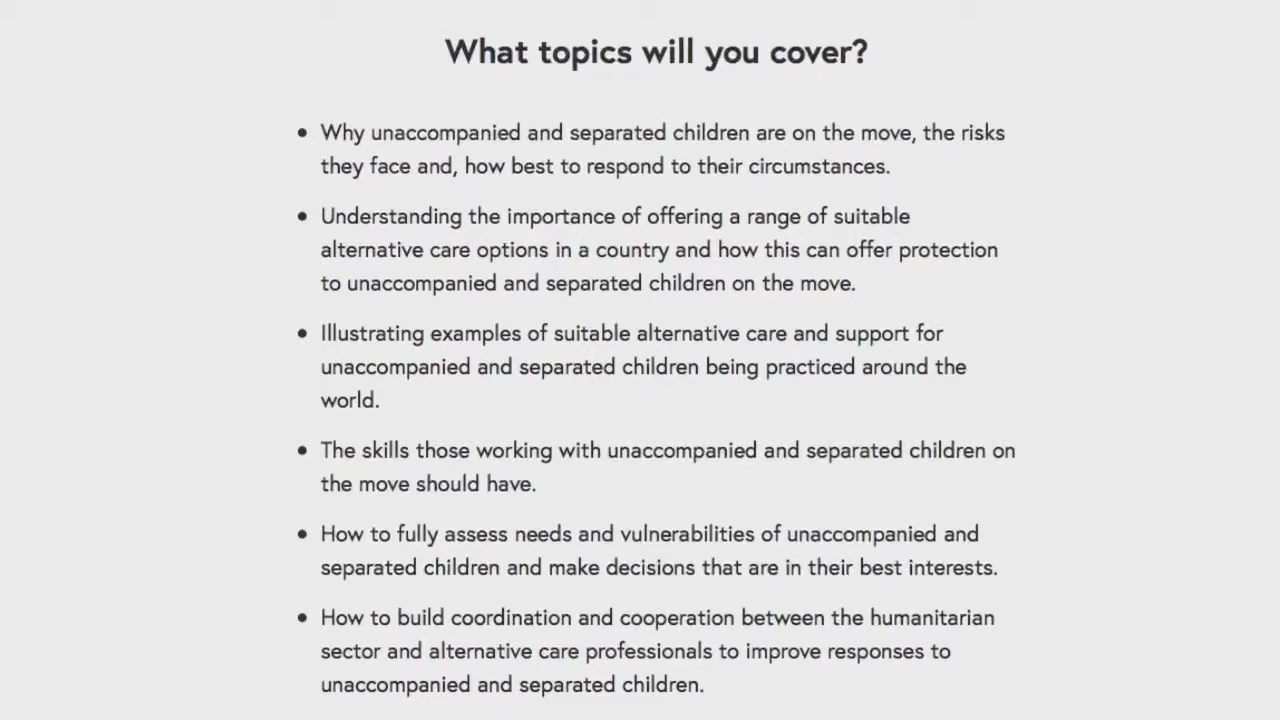 What topics will you cover?
• Why unaccompanied and separated children are on the move, the risks
they face and, how best to respond to their circumstances.
• Understanding the importance of offering a range of suitable
alternative care options in a country and how this can offer protection
to unaccompanied and separated children on the move.
• Illustrating examples of suitable alternative care and support for
unaccompanied and separated children being practiced around the
world.
• The skills those working with unaccompanied and separated children on
the move should have.
• How to fully assess needs and vulnerabilities of unaccompanied and
separated children and make decisions that are in their best interests.
• How to build coordination and cooperation between the humanitarian
sector and alternative care professionals to improve responses to
unaccompanied and separated children.